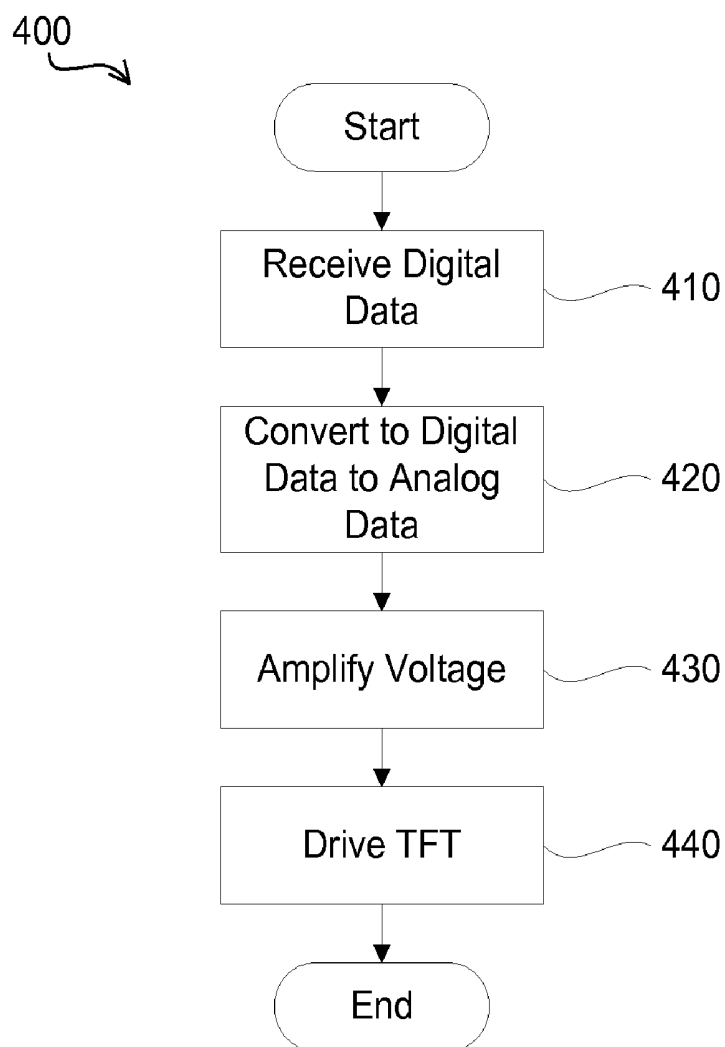 400
Start
Receive Digital
Data
410
Convert to Digital
Data to Analog
Data
420
Amplify Voltage
430
Drive TFT
440
End